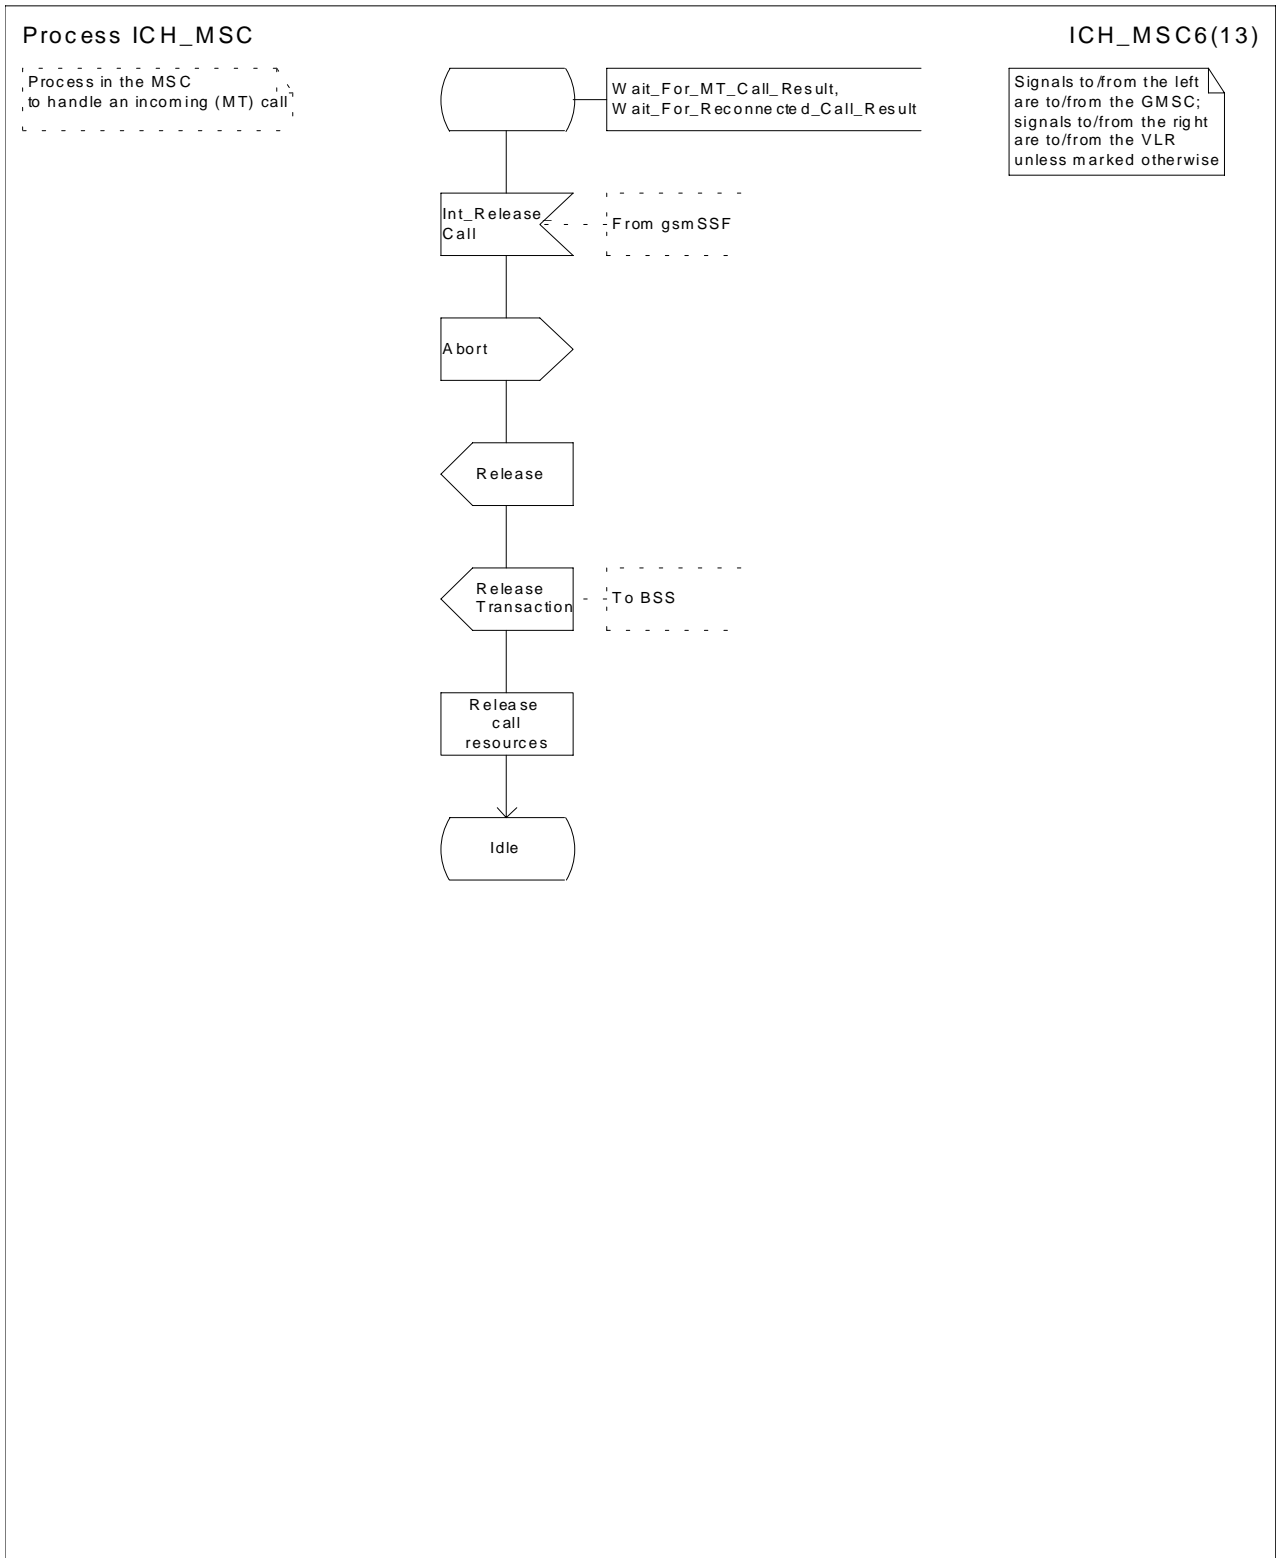 Process ICH_MSC
ICH_MSC6(13)
Process in the MSC
to handle an incoming (MT) call
Wait_For_MT_Call_Result,
Wait_For_Reconnected_Call_Result
Signals to/from the left
are to/from the GMSC;
signals to/from the right
are to/from the VLR
unless marked otherwise
Int_Release_
Call
From gsmSSF
Abort
Release
Release
Transaction
To BSS
Release
call
resources
Idle